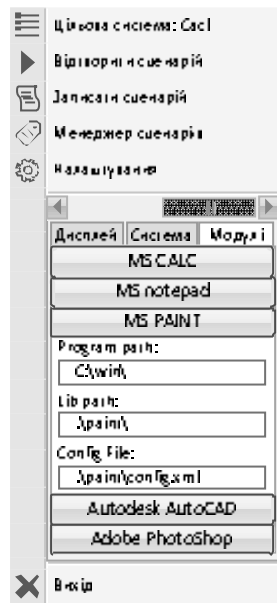 Цільова система: Cacl
Відтворити сценарій
Записати сценарій
Менеджер сценаріїв
Налаштування
Дисплей Система Модулі
MS CALC
MS notepad
MS PAINT
Program path:
C:\win\
Lib path:
.\paint\
Config File:
.\paint\config.xml
Autodesk AutoCAD
Adobe PhotoShop
Вихід